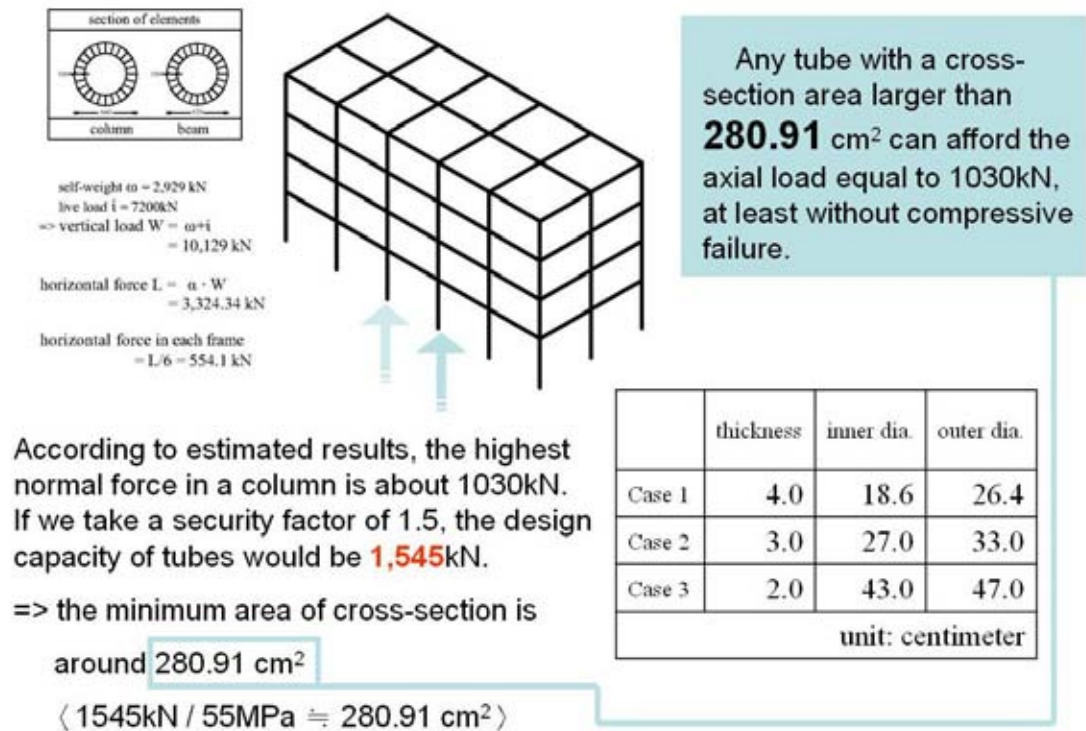 section of elements
column beam
self-weight ω = 2,929 kN
live load i = 7200kN
=> vertical load W = ω+i
= 10,129 kN
horizontal force L = α · W
= 3,324.34 kN
horizontal force in each frame
= L/6 = 554.1 kN
Any tube with a cross-
section area larger than
280.91 cm² can afford the
axial load equal to 1030kN,
at least without compressive
failure.
According to estimated results, the highest
normal force in a column is about 1030kN.
If we take a security factor of 1.5, the design
capacity of tubes would be 1,545kN.
=> the minimum area of cross-section is
around 280.91 cm²
〈 1545kN / 55MPa ≒ 280.91 cm² 〉
thickness inner dia. outer dia.
Case 1 4.0 18.6 26.4
Case 2 3.0 27.0 33.0
Case 3 2.0 43.0 47.0
unit: centimeter